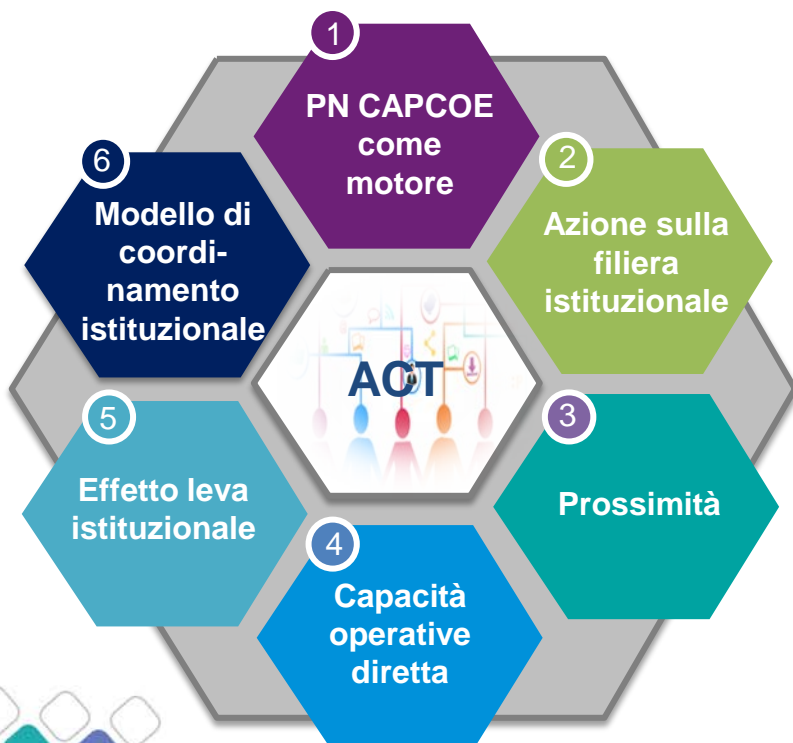 1
PN CAPCOE
come
motore
2
Azione sulla
filiera
istituzionale
3
Prossimità
4
Capacità
operative
diretta
5
Effetto leva
istituzionale
6
Modello di
coordi-
namento
istituzionale
ACT